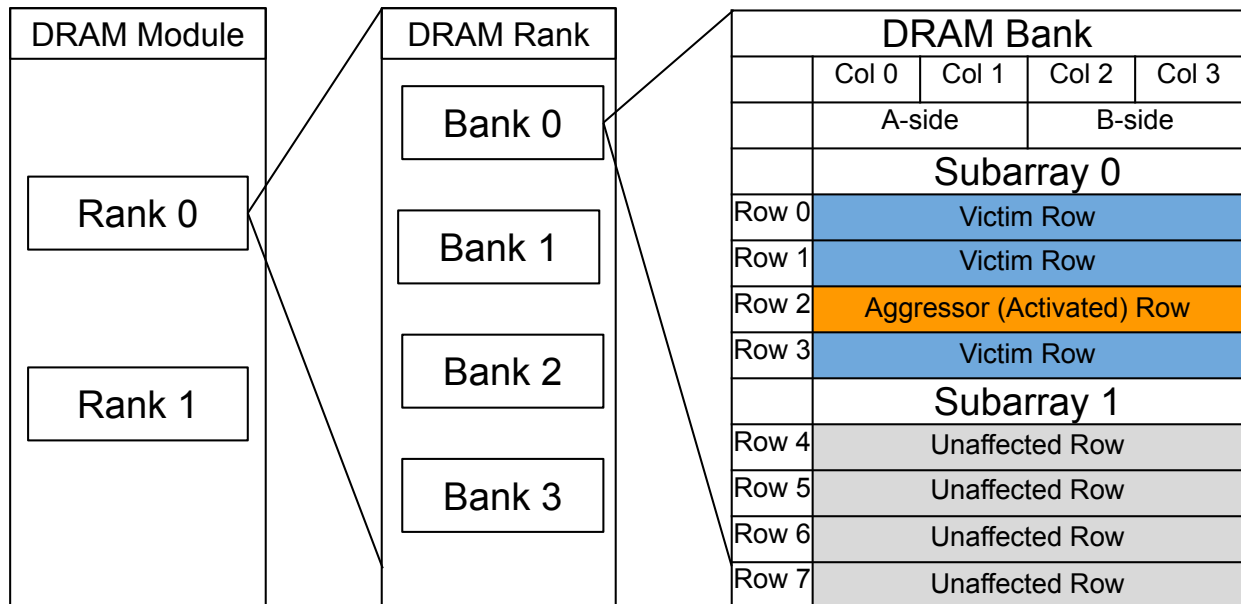 DRAM Module
Rank 0
Rank 1
DRAM Rank
Bank 0
Bank 1
Bank 2
Bank 3
DRAM Bank
Col 0 Col 1 Col 2 Col 3
A-side B-side
Subarray 0
Row 0 Victim Row
Row 1 Victim Row
Row 2 Aggressor (Activated) Row
Row 3 Victim Row
Subarray 1
Row 4 Unaffected Row
Row 5 Unaffected Row
Row 6 Unaffected Row
Row 7 Unaffected Row